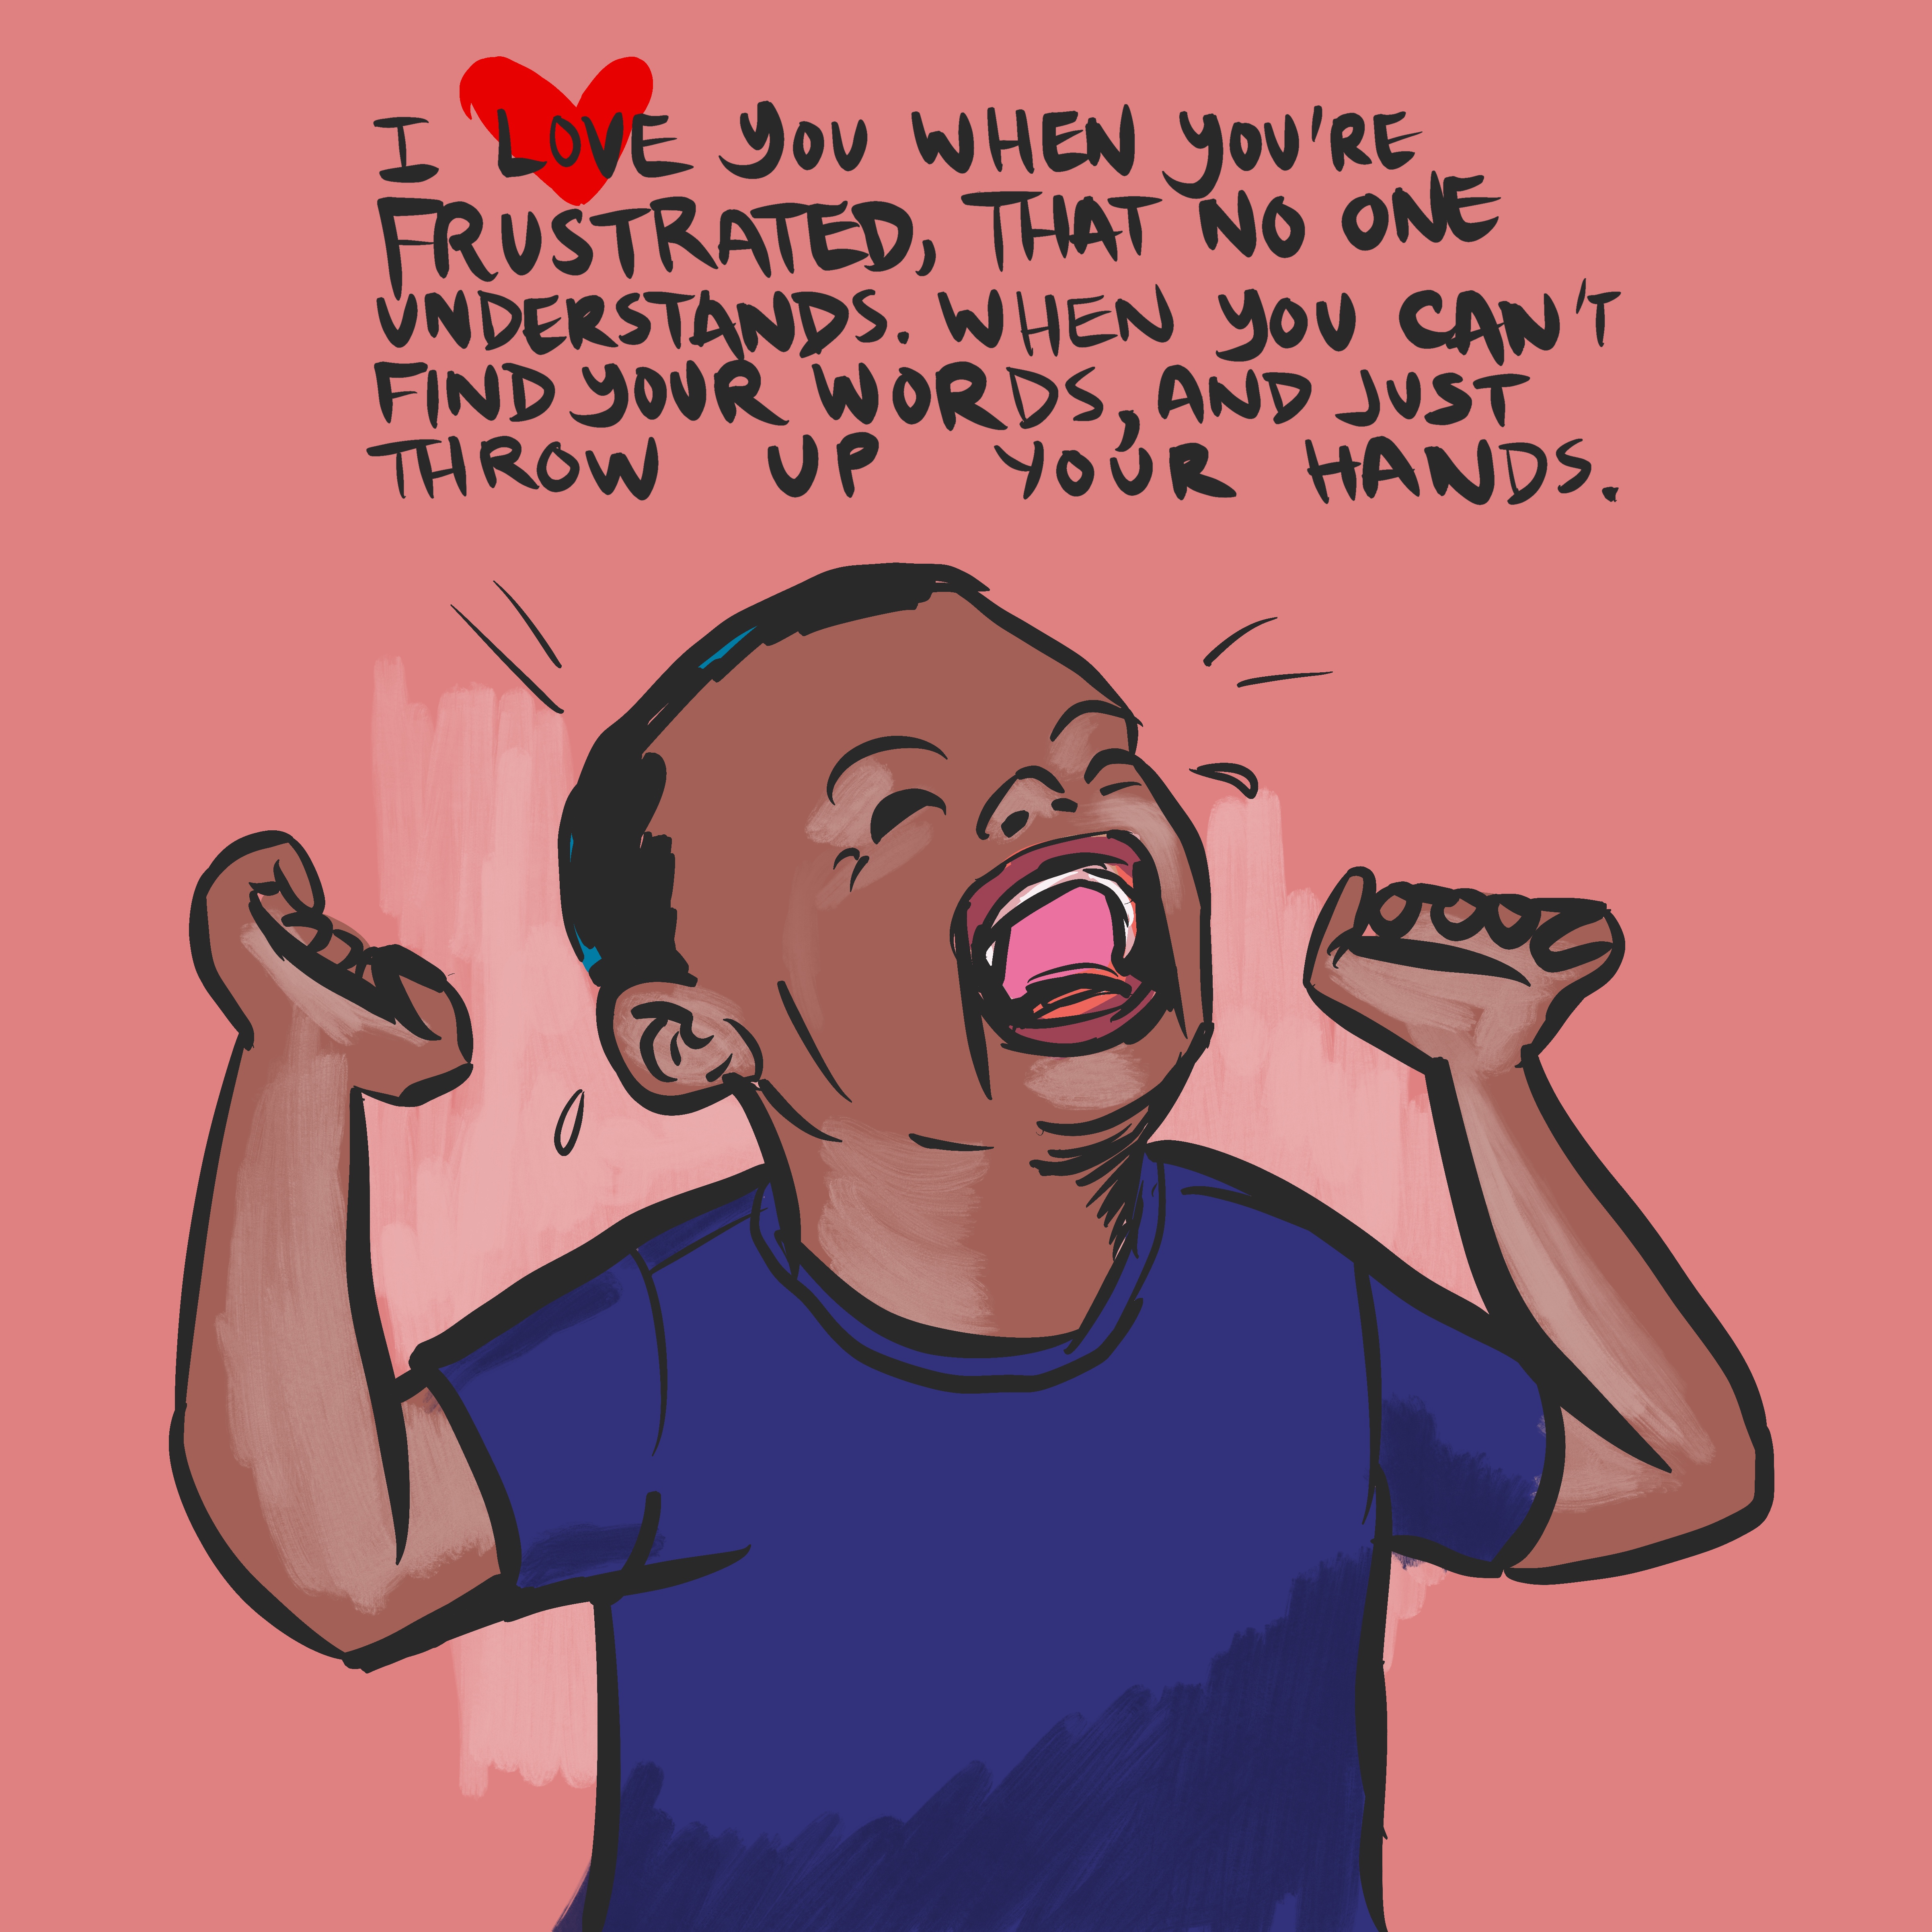 I LOVE YOU WHEN YOU'RE
FRUSTRATED, THAT NO ONE
UNDERSTANDS. WHEN YOU CAN'T
FIND YOUR WORDS, AND JUST
THROW UP YOUR HANDS.